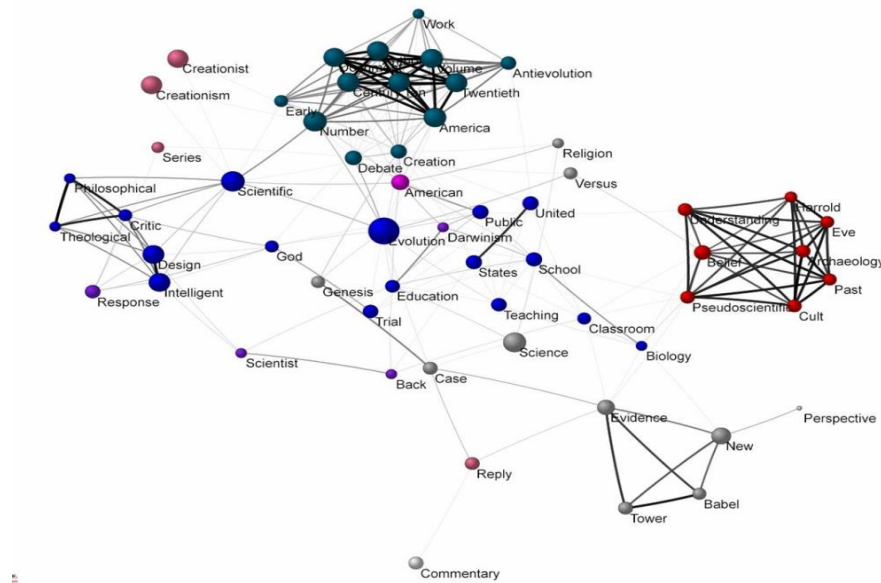 Work
Creationist
Volume
Antievolution
Creationism
Twentieth
Early
Number
America
Series
Debate
Creation
Religion
Versus
Philosophical
Scientific
American
Theological
Critic
Public
United
Evolution
Darwinism
Understanding
Harrold
Eve
Design
God
States
School
Belief
Archaeology
Response
Intelligent
Genesis
Education
Past
Pseudoscientific
Cult
Trial
Teaching
Classroom
Science
Biology
Scientist
Back
Case
Evidence
Perspective
New
Reply
Babel
Tower
Commentary